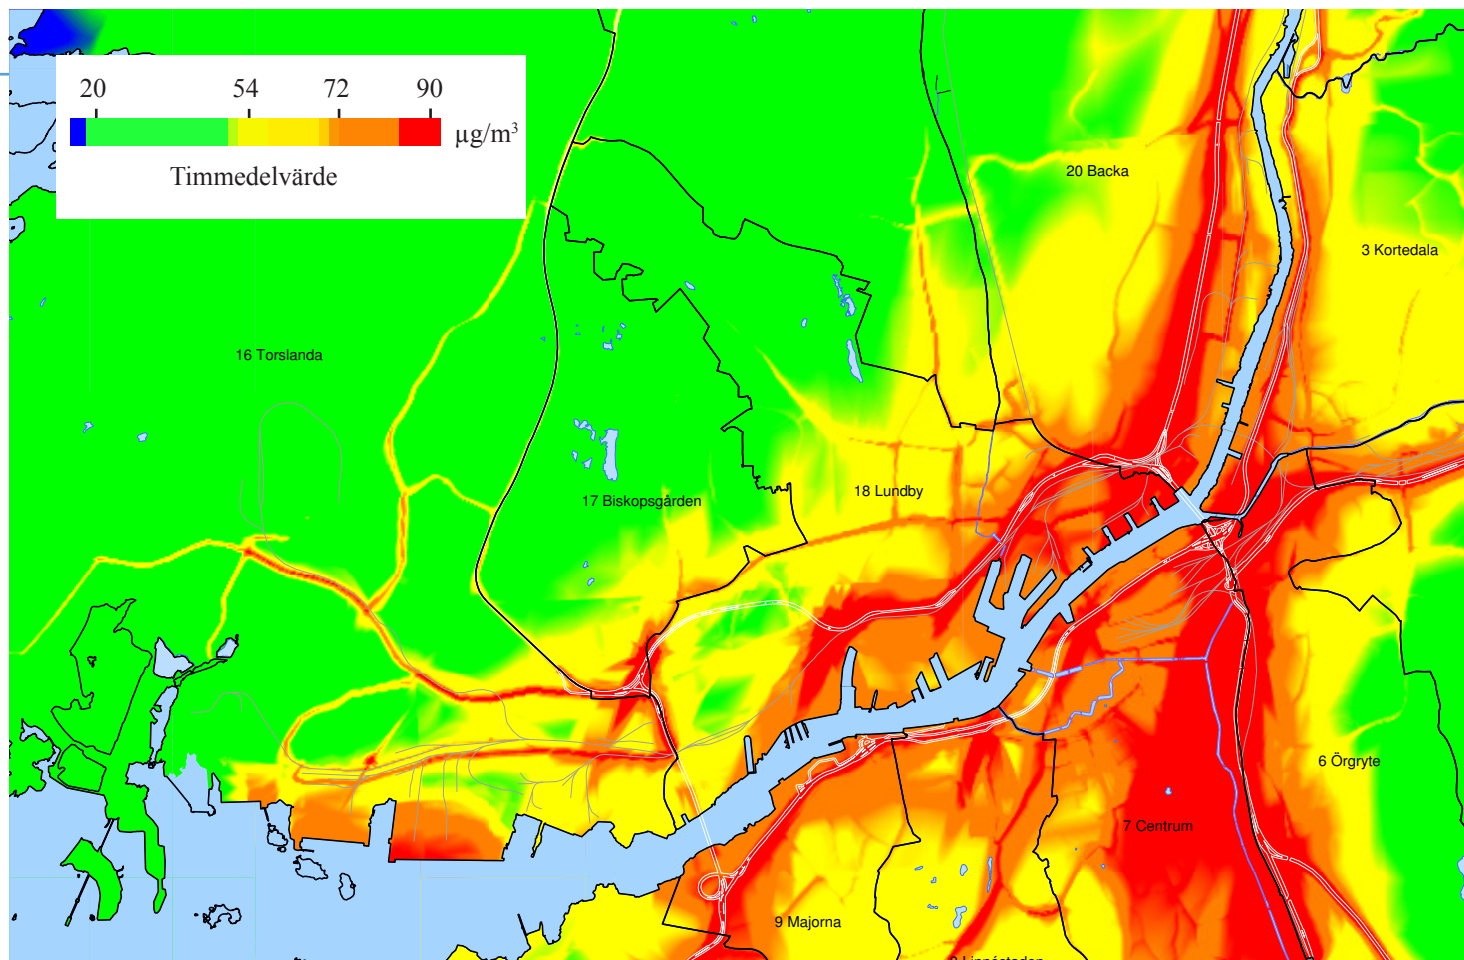 20 54 72 90
µg/m³
Timmedelvärde
20 Backa
3 Kortedala
16 Torslanda
18 Lundby
17 Biskopsgården
6 Örgryte
7 Centrum
9 Majorna